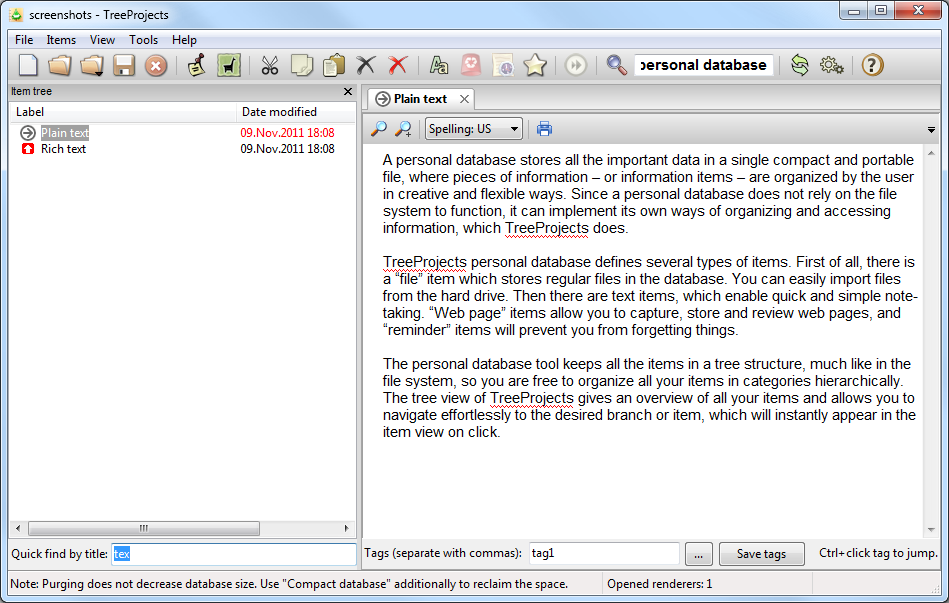 screenshots - TreeProjects
File Items View Tools Help
personal database
Item tree
Label Date modified
Plain text 09.Nov.2011 18:08
Rich text 09.Nov.2011 18:08
Plain text
Spelling: US
A personal database stores all the important data in a single compact and portable
file, where pieces of information – or information items – are organized by the user
in creative and flexible ways. Since a personal database does not rely on the file
system to function, it can implement its own ways of organizing and accessing
information, which TreeProjects does.
TreeProjects personal database defines several types of items. First of all, there is
a “file” item which stores regular files in the database. You can easily import files
from the hard drive. Then there are text items, which enable quick and simple note-
taking. “Web page” items allow you to capture, store and review web pages, and
“reminder” items will prevent you from forgetting things.
The personal database tool keeps all the items in a tree structure, much like in the
file system, so you are free to organize all your items in categories hierarchically.
The tree view of TreeProjects gives an overview of all your items and allows you to
navigate effortlessly to the desired branch or item, which will instantly appear in the
item view on click.
Quick find by title: tex
Tags (separate with commas): tag1 ... Save tags Ctrl+click tag to jump.
Note: Purging does not decrease database size. Use "Compact database" additionally to reclaim the space. Opened renderers: 1